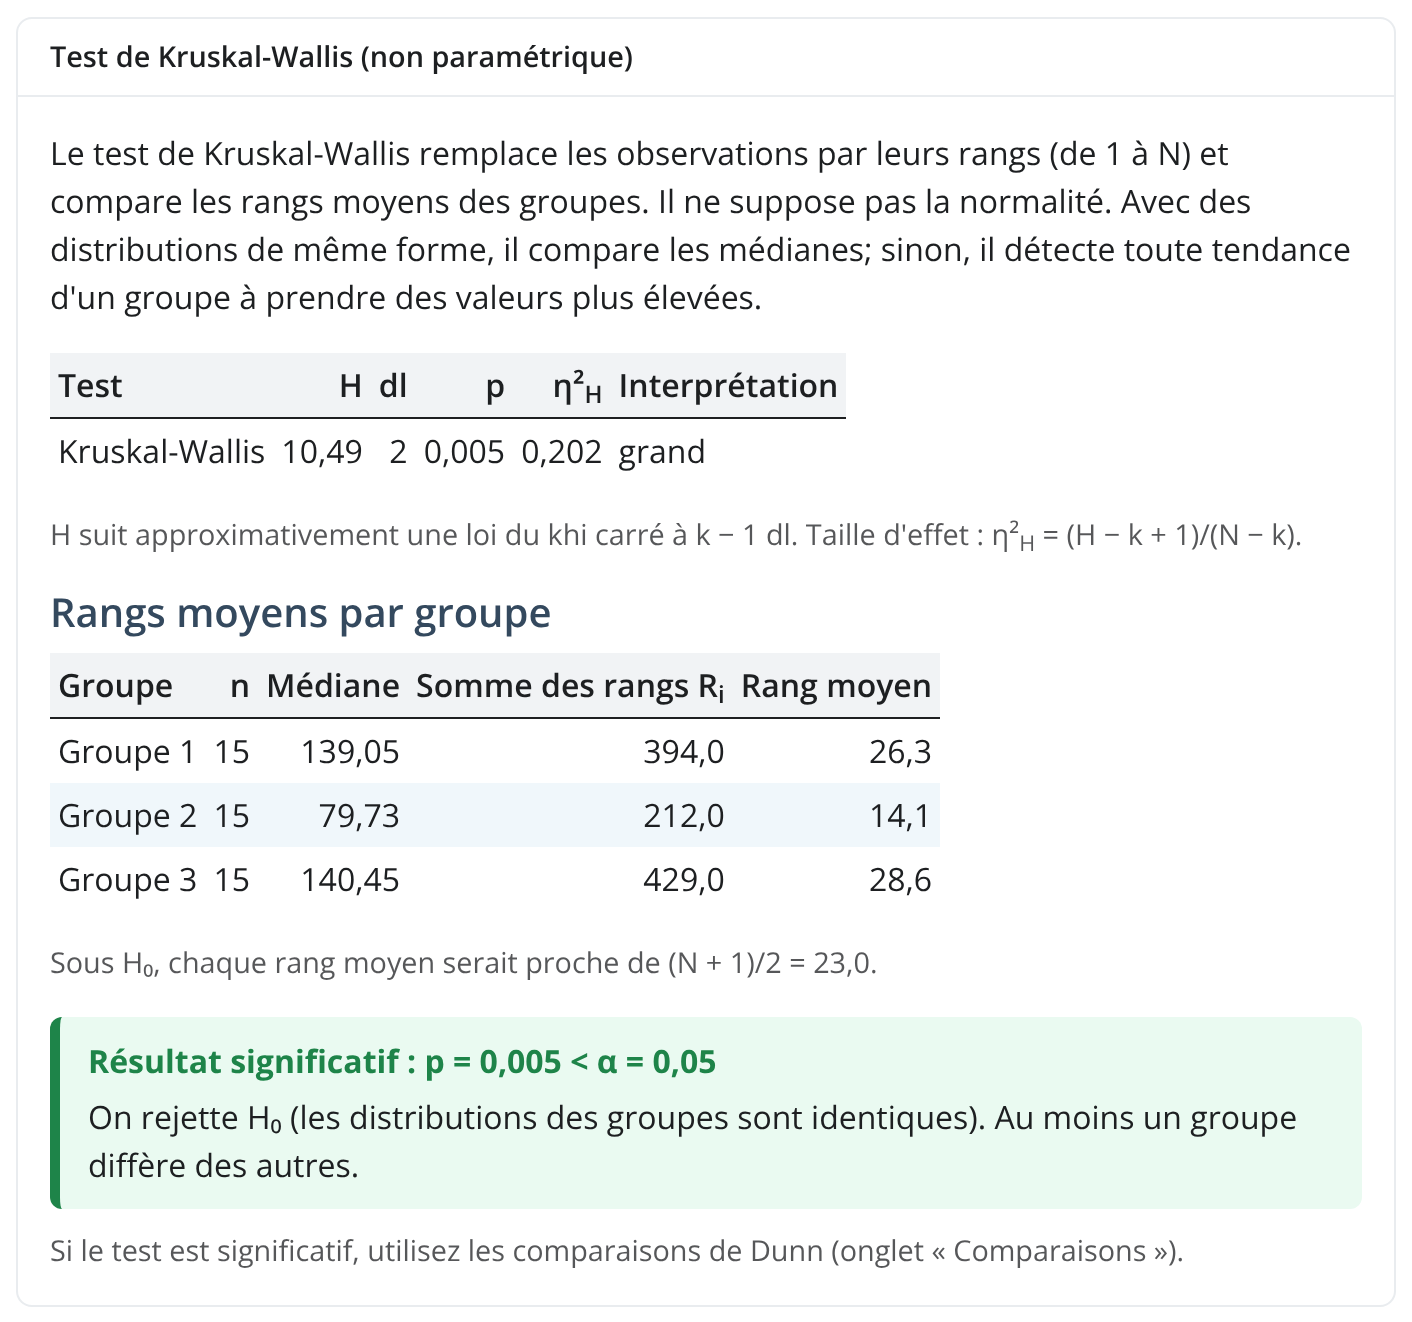 Test de Kruskal-Wallis (non paramétrique)
Le test de Kruskal-Wallis remplace les observations par leurs rangs (de 1 à N) et
compare les rangs moyens des groupes. Il ne suppose pas la normalité. Avec des
distributions de même forme, il compare les médianes; sinon, il détecte toute tendance
d'un groupe à prendre des valeurs plus élevées.
Test H dl p η²H Interprétation
Kruskal-Wallis 10,49 2 0,005 0,202 grand
H suit approximativement une loi du khi carré à k − 1 dl. Taille d'effet : η²H = (H − k + 1)/(N − k).
Rangs moyens par groupe
Groupe n Médiane Somme des rangs Ri Rang moyen
Groupe 1 15 139,05 394,0 26,3
Groupe 2 15 79,73 212,0 14,1
Groupe 3 15 140,45 429,0 28,6
Sous H₀, chaque rang moyen serait proche de (N + 1)/2 = 23,0.
Résultat significatif : p = 0,005 < α = 0,05
On rejette H₀ (les distributions des groupes sont identiques). Au moins un groupe
diffère des autres.
Si le test est significatif, utilisez les comparaisons de Dunn (onglet « Comparaisons »).